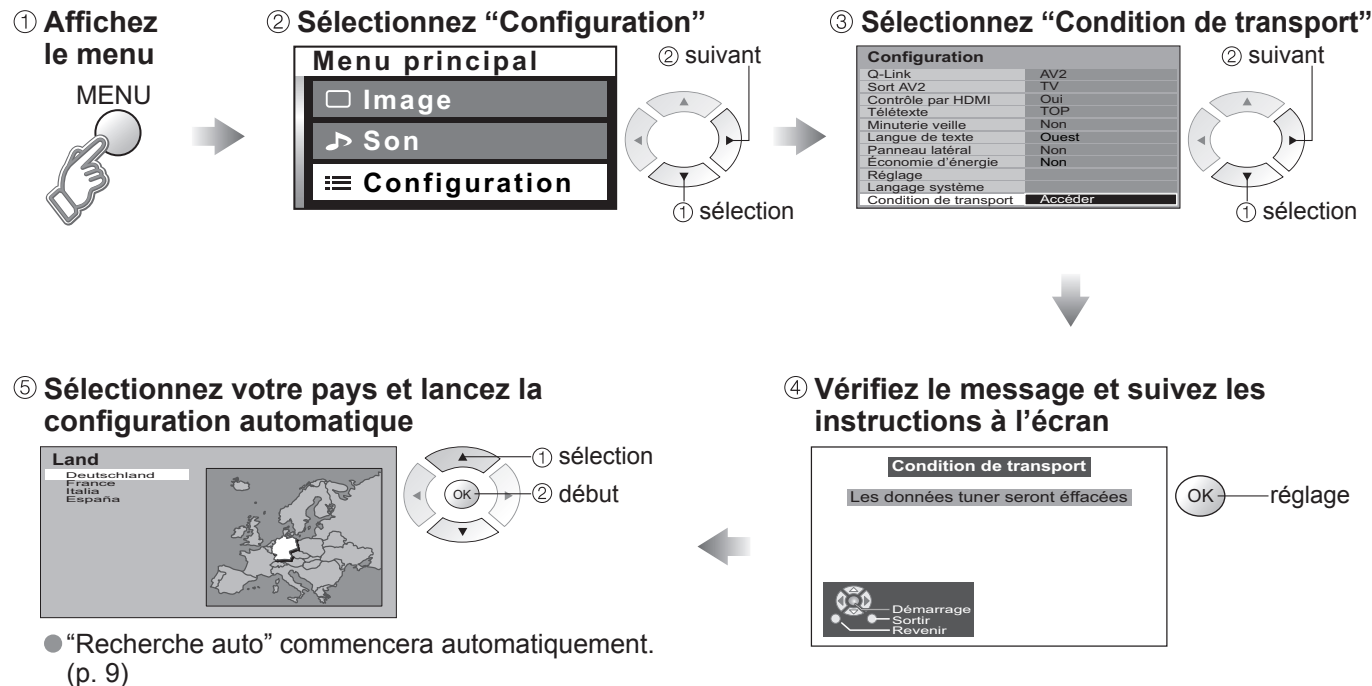 ① Affichez
le menu
MENU
② Sélectionnez “Configuration”
Menu principal
Image
Son
Configuration
② suivant
① sélection
③ Sélectionnez “Condition de transport”
Configuration
Q-Link AV2
Sort AV2 TV
Contrôle par HDMI Oui
Télétexte TOP
Minuterie veille Non
Langue de texte Ouest
Panneau latéral Non
Économie d’énergie Non
Réglage
Langage système
Condition de transport Accéder
② suivant
① sélection
④ Vérifiez le message et suivez les
instructions à l’écran
Condition de transport
Les données tuner seront éffacées
Démarrage
Sortir
Revenir
OK réglage
⑤ Sélectionnez votre pays et lancez la
configuration automatique
Land
Deutschland
France
Italia
España
① sélection
OK ② début
● “Recherche auto” commencera automatiquement.
(p. 9)